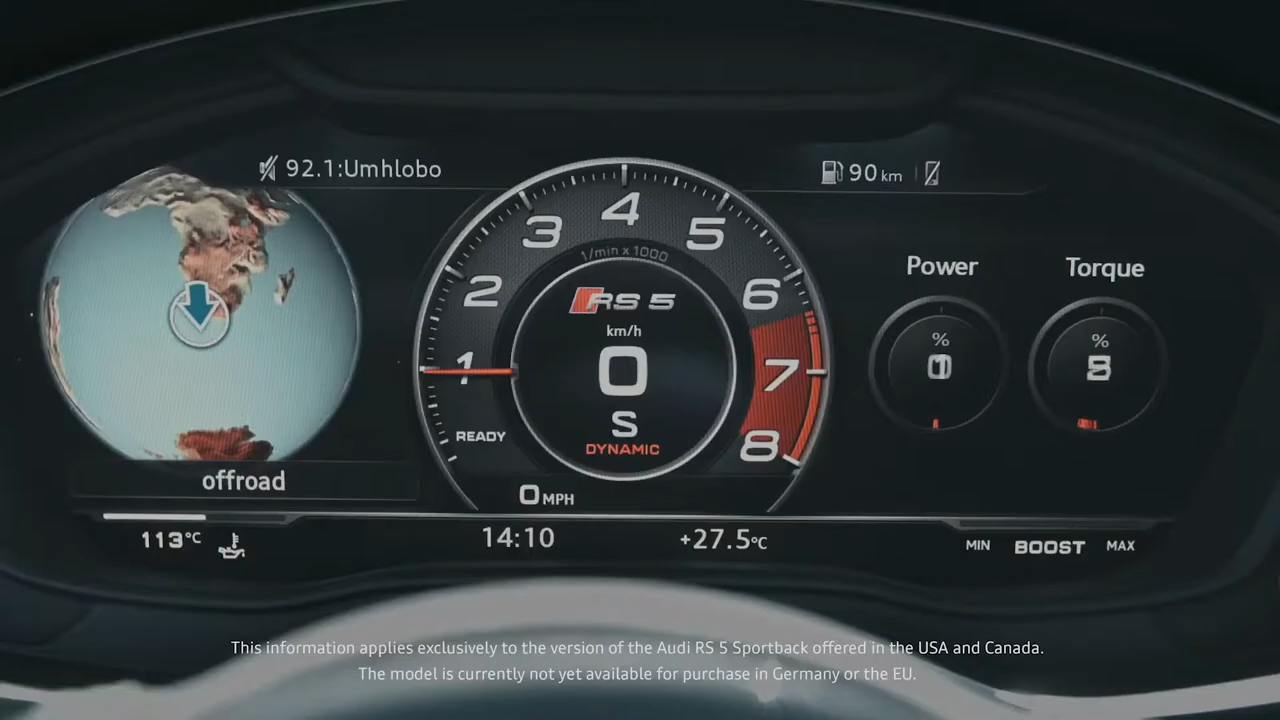 92.1:Umhlobo
90 km
4
3
5
1/min x 1000
2
6
RS 5
km/h
1
0
7
S
READY
DYNAMIC
8
0 MPH
Power
%
Torque
%
offroad
113°C
14:10
+27.5°C
MIN BOOST MAX
This information applies exclusively to the version of the Audi RS 5 Sportback offered in the USA and Canada.
The model is currently not yet available for purchase in Germany or the EU.